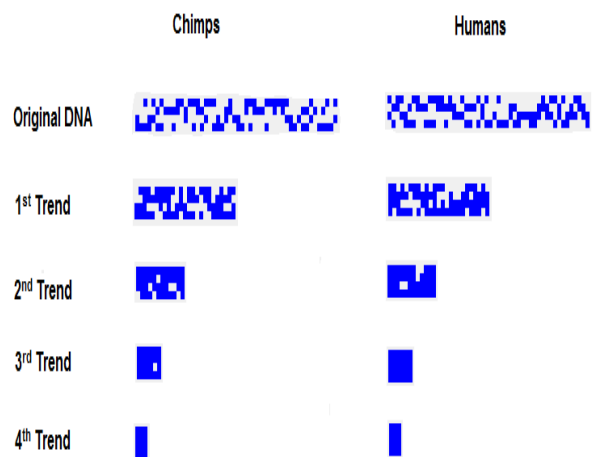 Chimps Humans
Original DNA
1st Trend
2nd Trend
3rd Trend
4th Trend